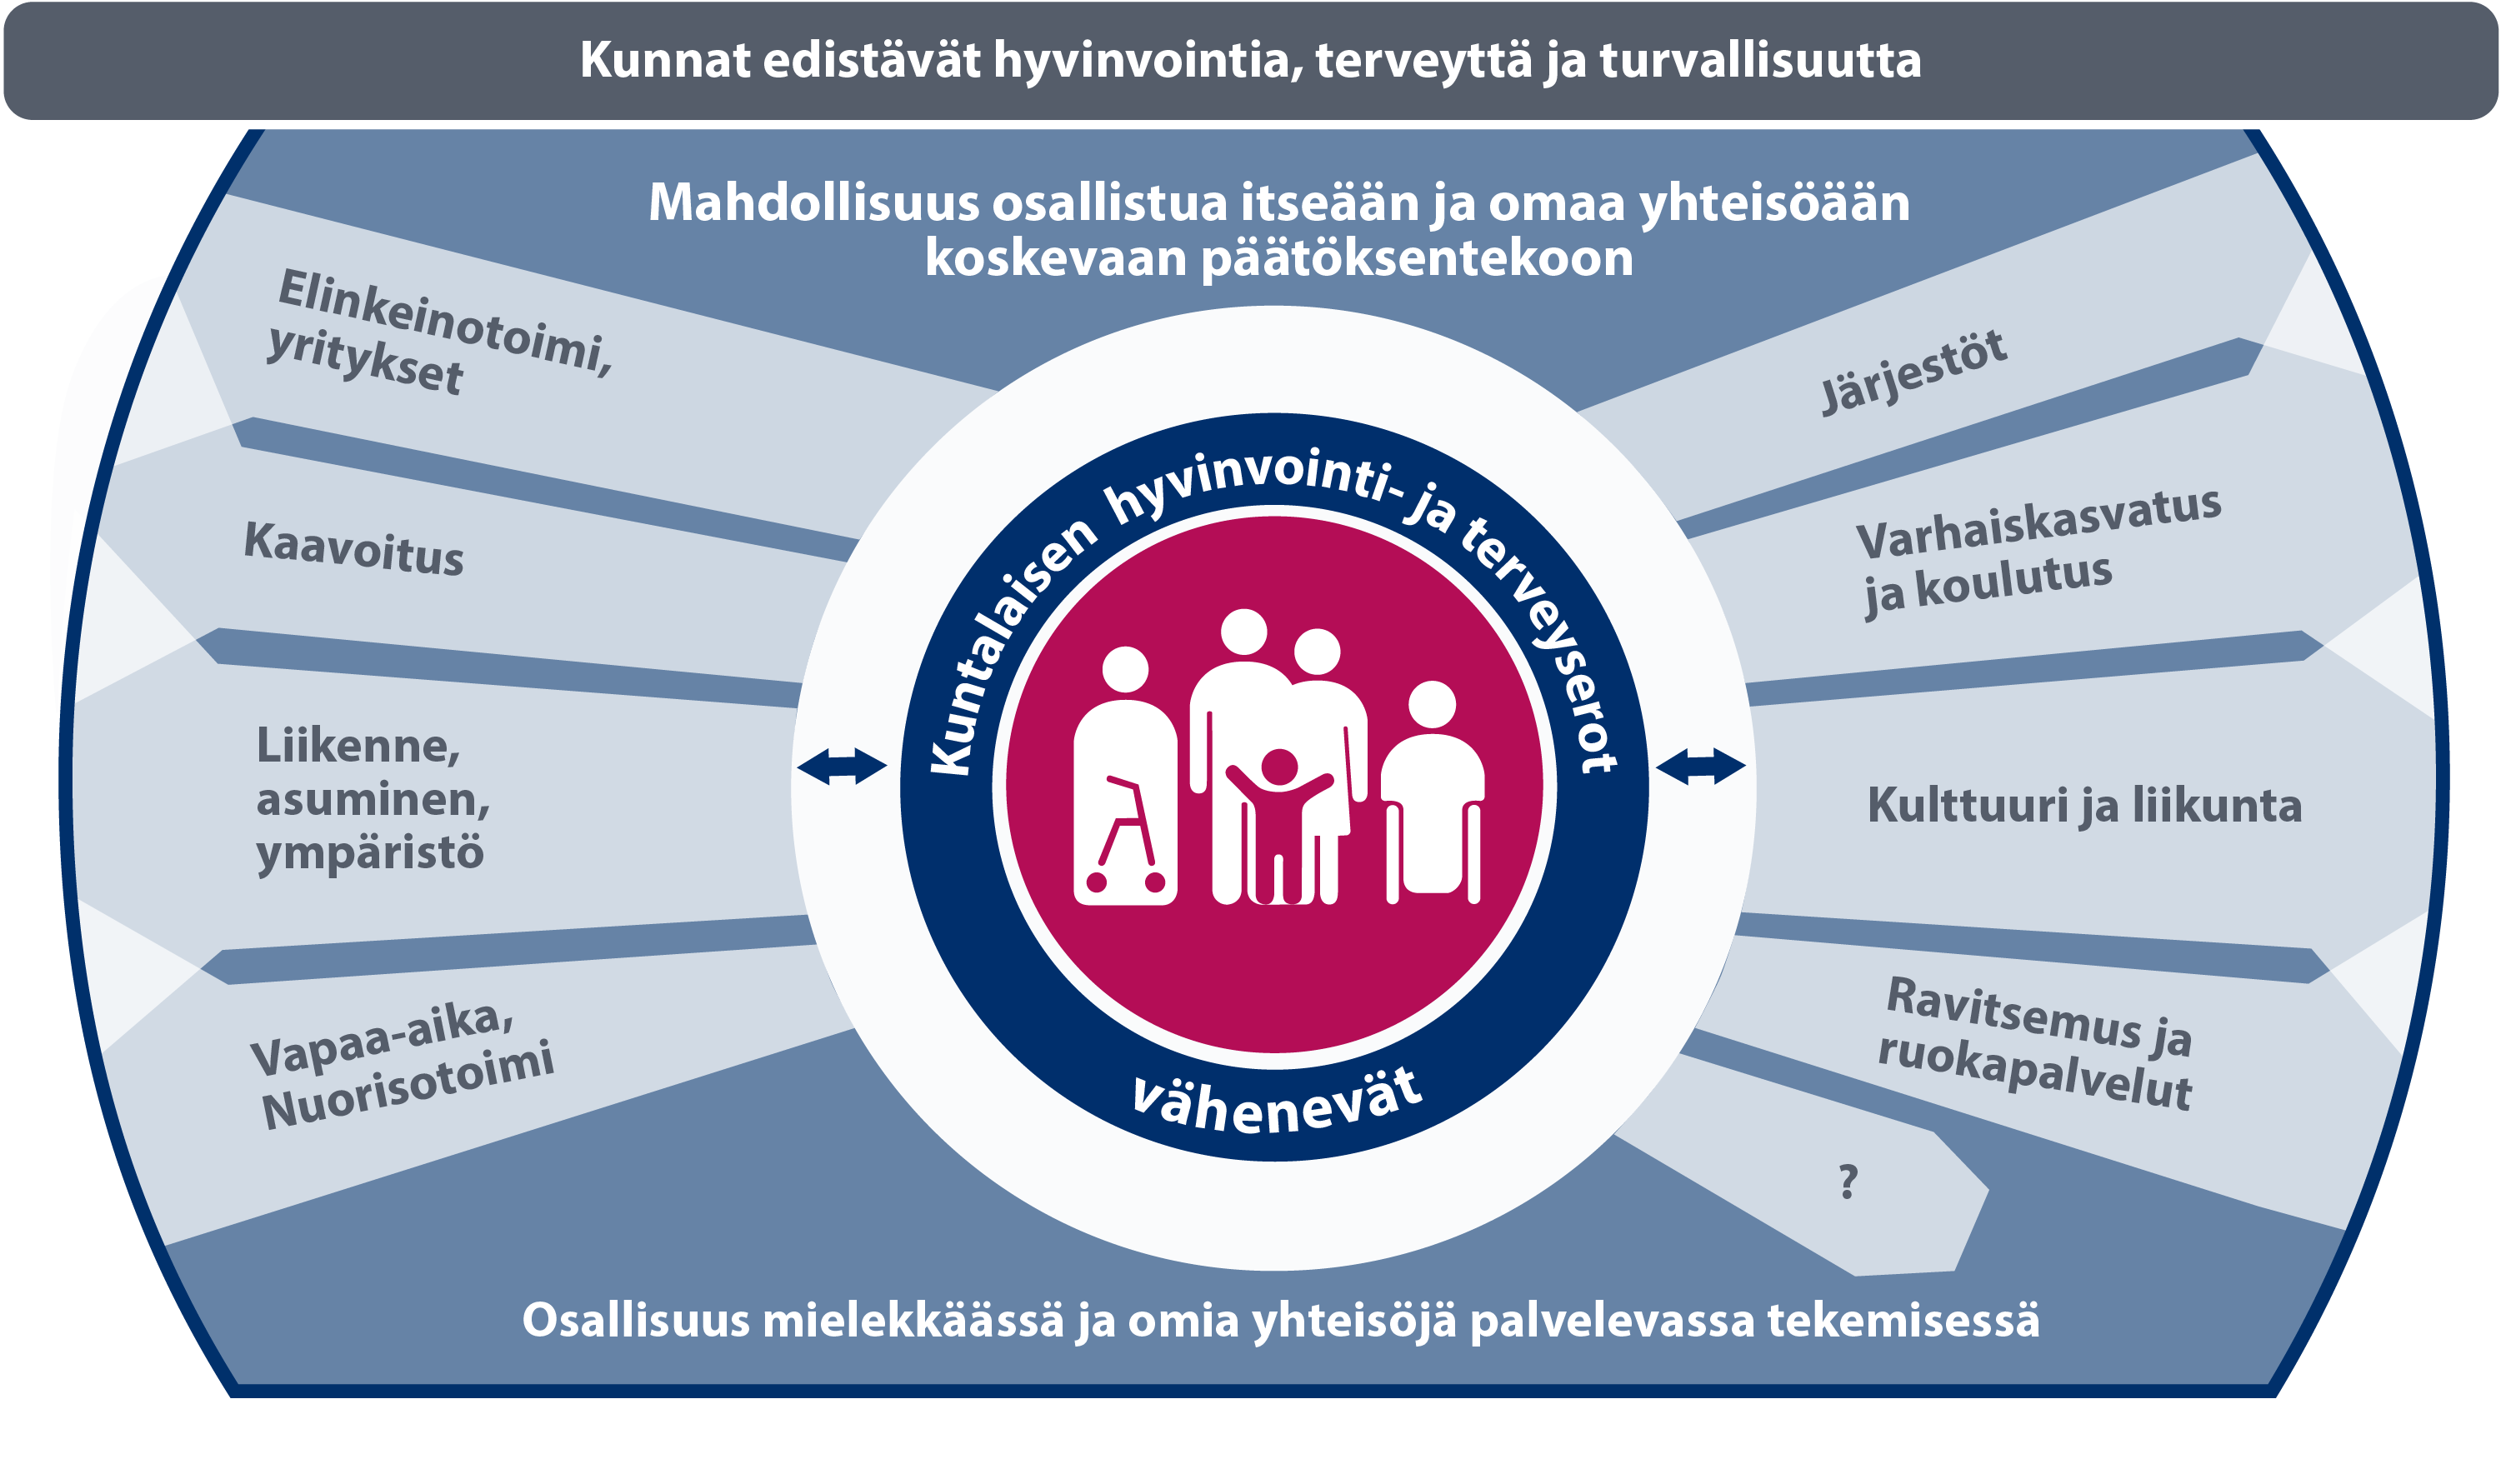 Kunnat edistävät hyvinvointia, terveyttä ja turvallisuutta
Mahdollisuus osallistua itseään ja omaa yhteisöään
koskevaan päätöksentekoon
Elinkeinotoimi,
yritykset
Kaavoitus
Liikenne,
asuminen,
ympäristö
Vapaa-aika,
Nuorisotoimi
Kuntalaisen hyvinvointi- ja terveyserot
vähenevät
Järjestöt
Varhaiskasvatus
ja koulutus
Kulttuuri ja liikunta
Ravitsemus ja
ruokapalvelut
?
Osallisuus mielekkäässä ja omia yhteisöjä palvelevassa tekemisessä